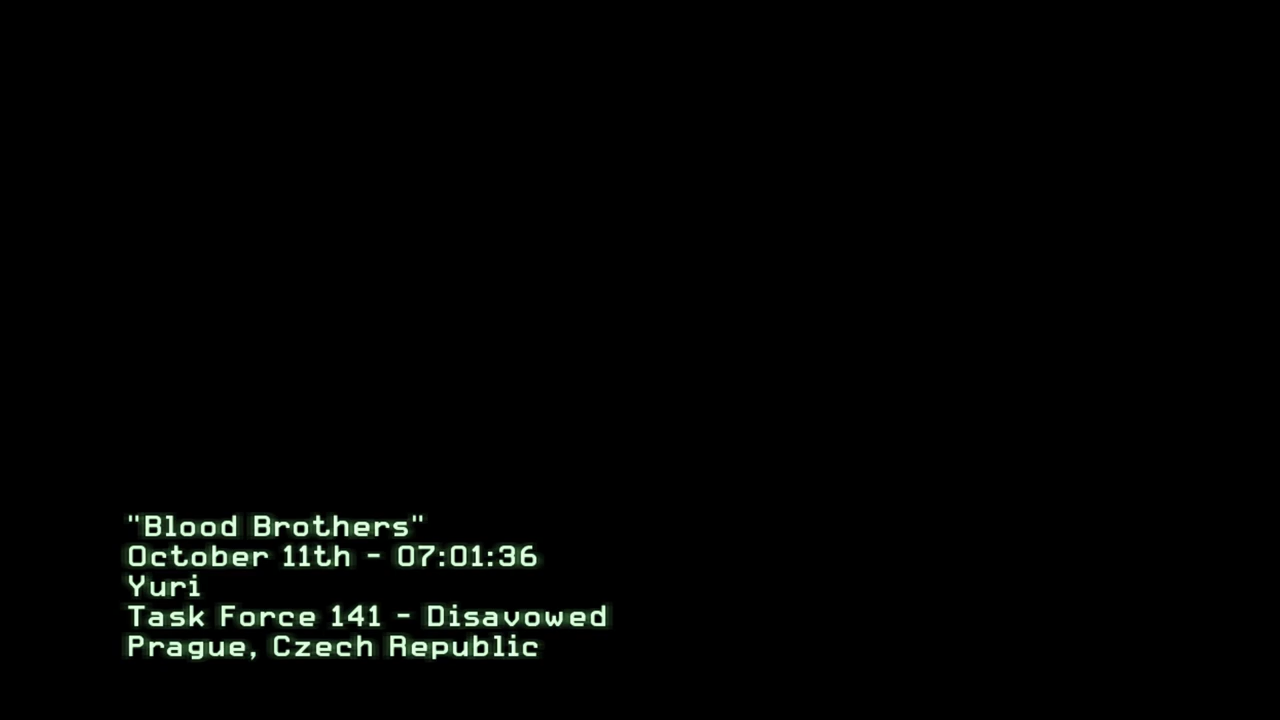 "Blood Brothers"
October 11th - 07:01:36
Yuri
Task Force 141 - Disavowed
Prague, Czech Republic